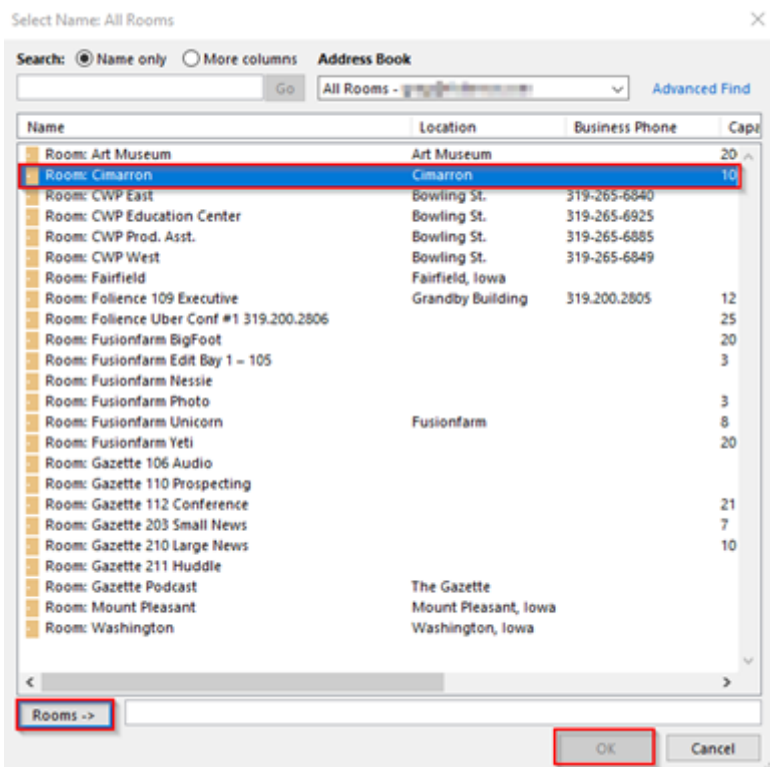 Select Name: All Rooms
Search: Name only More columns Address Book
Go All Rooms - Advanced Find
Name Location Business Phone Capa
Room: Art Museum Art Museum 20
Room: Cimarron Cimarron 10
Room: CWP East Bowling St. 319-265-6840
Room: CWP Education Center Bowling St. 319-265-6925
Room: CWP Prod. Asst. Bowling St. 319-265-6885
Room: CWP West Bowling St. 319-265-6849
Room: Fairfield Fairfield, Iowa
Room: Folience 109 Executive Grandby Building 319.200.2805 12
Room: Folience Uber Conf #1 319.200.2806 25
Room: Fusionfarm BigFoot 20
Room: Fusionfarm Edit Bay 1 – 105 3
Room: Fusionfarm Nessie
Room: Fusionfarm Photo 3
Room: Fusionfarm Unicorn Fusionfarm 8
Room: Fusionfarm Yeti 20
Room: Gazette 106 Audio
Room: Gazette 110 Prospecting
Room: Gazette 112 Conference 21
Room: Gazette 203 Small News 7
Room: Gazette 210 Large News 10
Room: Gazette 211 Huddle
Room: Gazette Podcast The Gazette
Room: Mount Pleasant Mount Pleasant, Iowa
Room: Washington Washington, Iowa
Rooms ->
OK Cancel